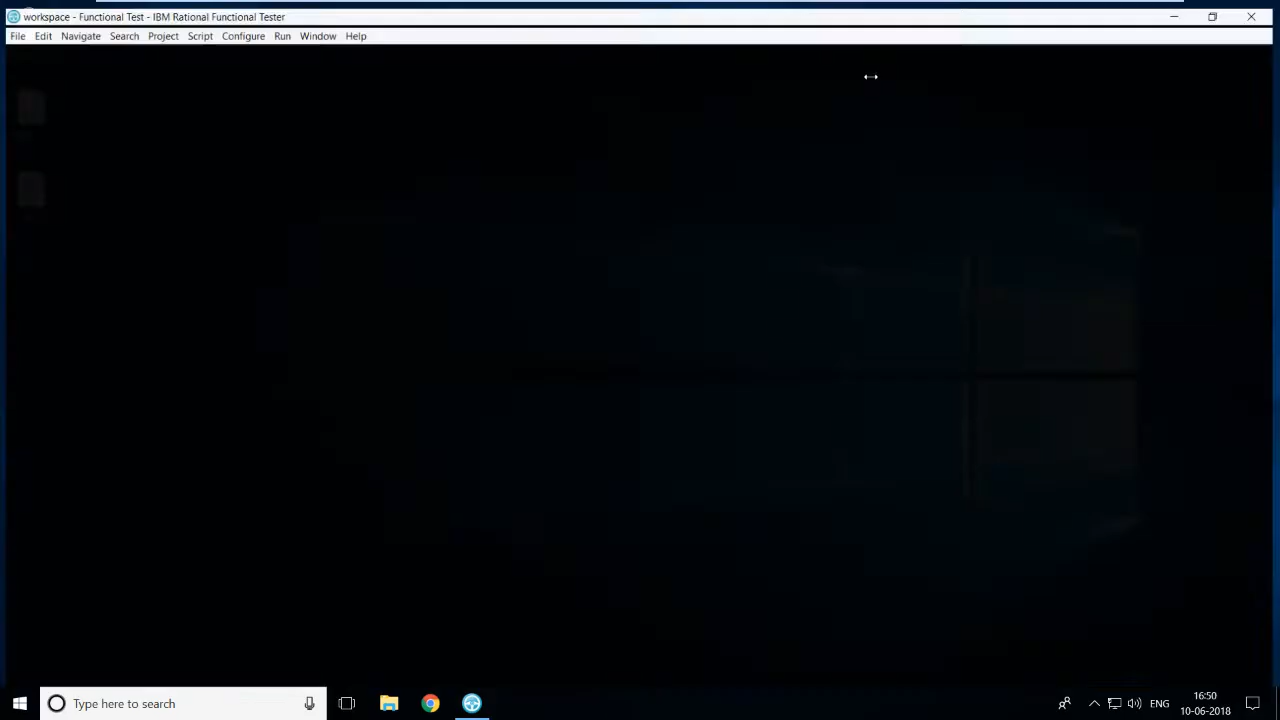 workspace - Functional Test - IBM Rational Functional Tester
File Edit Navigate Search Project Script Configure Run Window Help
Type here to search
ENG
16:50
10-06-2018